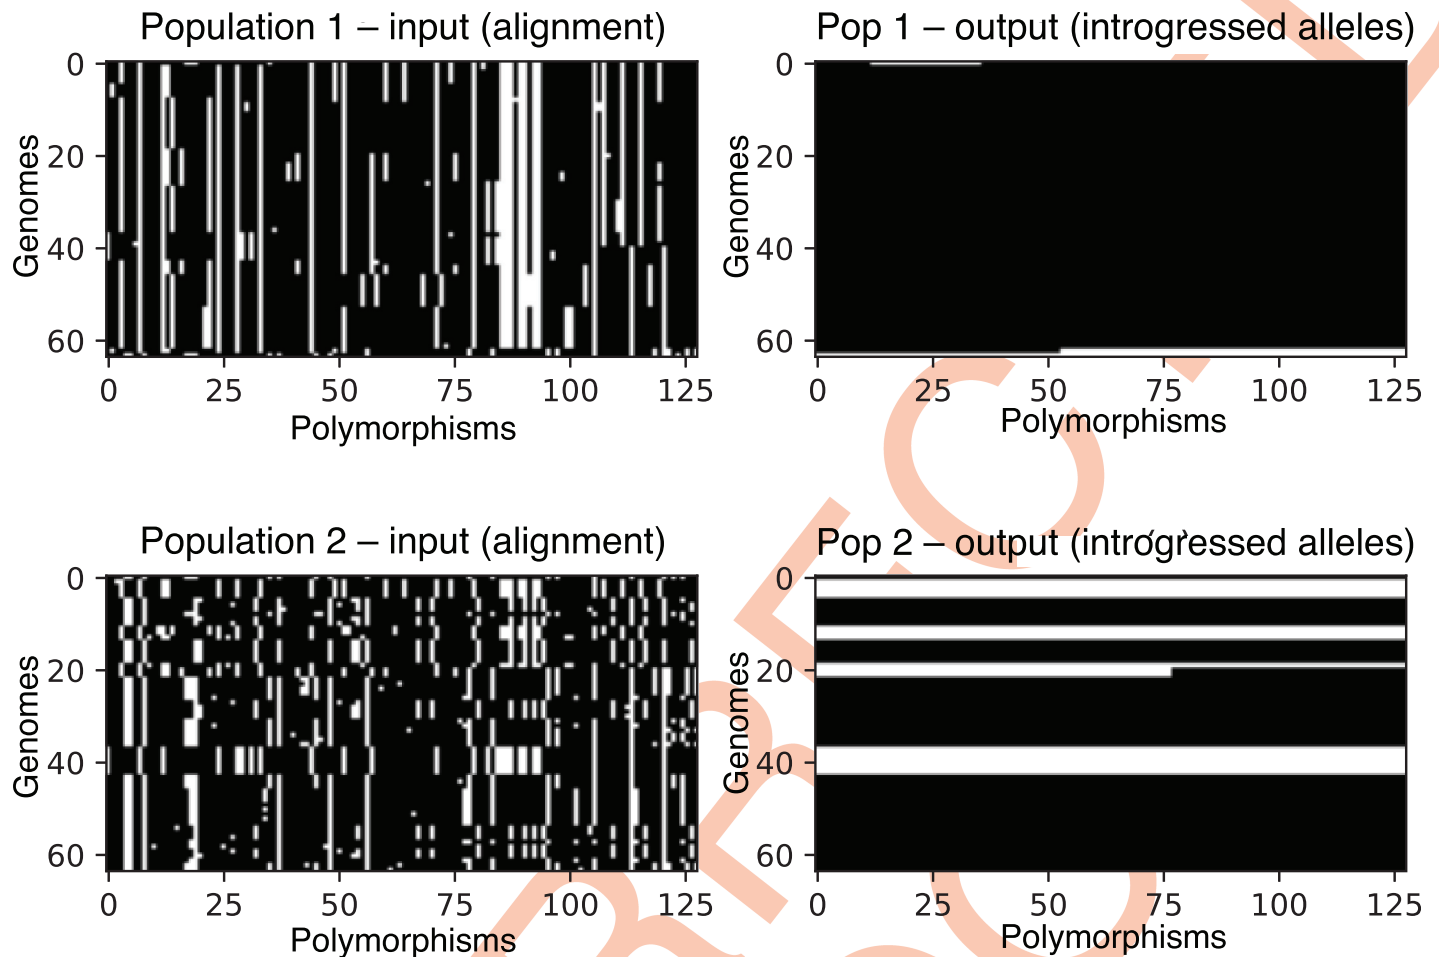 Population 1 – input (alignment)
Pop 1 – output (introgressed alleles)
0
20
40
60
Genomes
0 25 50 75 100 125
Polymorphisms
0
20
40
60
Genomes
0 25 50 75 100 125
Polymorphisms
Population 2 – input (alignment)
Pop 2 – output (introgressed alleles)
0
20
40
60
Genomes
0 25 50 75 100 125
Polymorphisms
0
20
40
60
Genomes
0 25 50 75 100 125
Polymorphisms